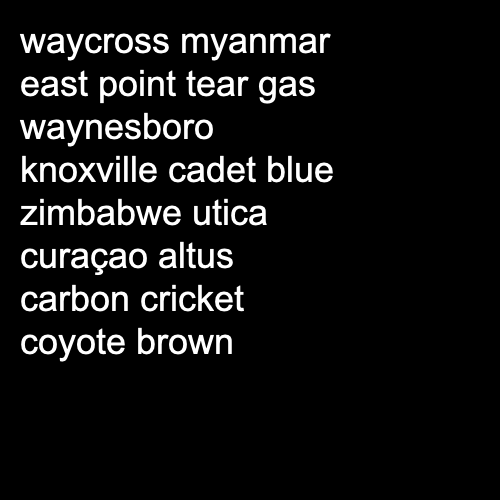 waycross myanmar
east point tear gas
waynesboro
knoxville cadet blue
zimbabwe utica
curaçao altus
carbon cricket
coyote brown